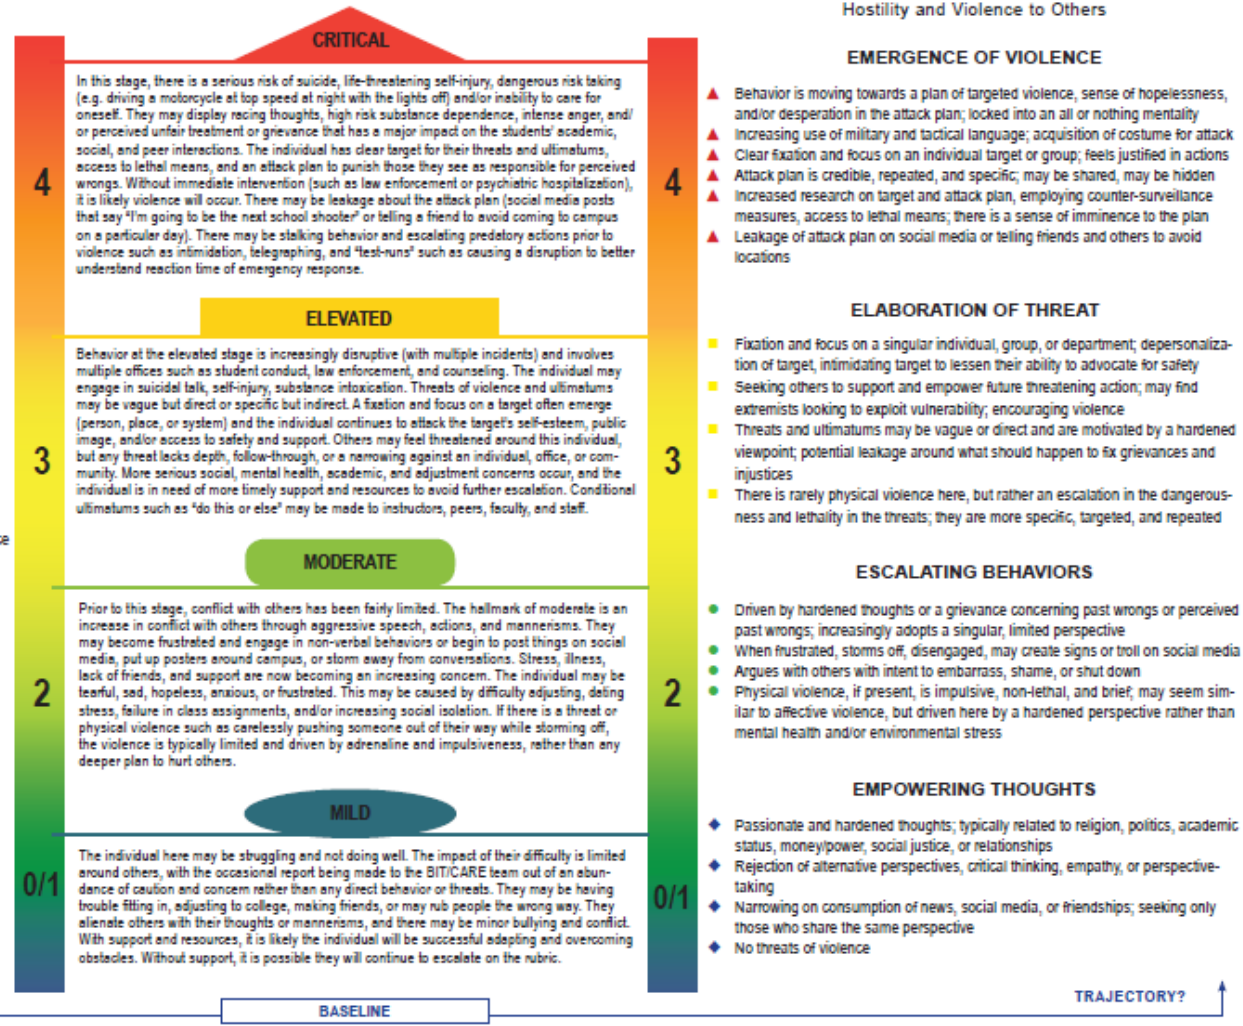 CRITICAL
4
In this stage, there is a serious risk of suicide, life-threatening self-injury, dangerous risk taking
(e.g. driving a motorcycle at top speed at night with the lights off) and/or inability to care for
oneself. They may display racing thoughts, high risk substance dependence, intense anger, and/
or perceived unfair treatment or grievance that has a major impact on the students' academic,
social, and peer interactions. The individual has clear target for their threats and ultimatums,
access to lethal means, and an attack plan to punish those they see as responsible for perceived
wrongs. Without immediate intervention (such as law enforcement or psychiatric hospitalization),
it is likely violence will occur. There may be leakage about the attack plan (social media posts
that say "I'm going to be the next school shooter" or telling a friend to avoid coming to campus
on a particular day). There may be stalking behavior and escalating predatory actions prior to
violence such as intimidation, telegraphing, and "test-runs" such as causing a disruption to better
understand reaction time of emergency response.
ELEVATED
3
Behavior at the elevated stage is increasingly disruptive (with multiple incidents) and involves
multiple offices such as student conduct, law enforcement, and counseling. The individual may
engage in suicidal talk, self-injury, substance intoxication. Threats of violence and ultimatums
may be vague but direct or specific but indirect. A fixation and focus on a target often emerge
(person, place, or system) and the individual continues to attack the target's self-esteem, public
image, and/or access to safety and support. Others may feel threatened around this individual,
but any threat lacks depth, follow-through, or a narrowing against an individual, office, or com-
munity. More serious social, mental health, academic, and adjustment concerns occur, and the
individual is in need of more timely support and resources to avoid further escalation. Conditional
ultimatums such as "do this or else" may be made to instructors, peers, faculty, and staff.
MODERATE
2
Prior to this stage, conflict with others has been fairly limited. The hallmark of moderate is an
increase in conflict with others through aggressive speech, actions, and mannerisms. They
may become frustrated and engage in non-verbal behaviors or begin to post things on social
media, put up posters around campus, or storm away from conversations. Stress, illness,
lack of friends, and support are now becoming an increasing concern. The individual may be
tearful, sad, hopeless, anxious, or frustrated. This may be caused by difficulty adjusting, dating
stress, failure in class assignments, and/or increasing social isolation. If there is a threat or
physical violence such as carelessly pushing someone out of their way while storming off,
the violence is typically limited and driven by adrenaline and impulsiveness, rather than any
deeper plan to hurt others.
MILD
0/1
The individual here may be struggling and not doing well. The impact of their difficulty is limited
around others, with the occasional report being made to the BIT/CARE team out of an abun-
dance of caution and concern rather than any direct behavior or threats. They may be having
trouble fitting in, adjusting to college, making friends, or may rub people the wrong way. They
alienate others with their thoughts or mannerisms, and there may be minor bullying and conflict.
With support and resources, it is likely the individual will be successful adapting and overcoming
obstacles. Without support, it is possible they will continue to escalate on the rubric.
BASELINE
Hostility and Violence to Others
EMERGENCE OF VIOLENCE
4
Behavior is moving towards a plan of targeted violence, sense of hopelessness,
and/or desperation in the attack plan; locked into an all or nothing mentality
Increasing use of military and tactical language; acquisition of costume for attack
Clear fixation and focus on an individual target or group; feels justified in actions
Attack plan is credible, repeated, and specific; may be shared, may be hidden
Increased research on target and attack plan, employing counter-surveillance
measures, access to lethal means; there is a sense of imminence to the plan
Leakage of attack plan on social media or telling friends and others to avoid
locations
ELABORATION OF THREAT
3
Fixation and focus on a singular individual, group, or department; depersonaliza-
tion of target, intimidating target to lessen their ability to advocate for safety
Seeking others to support and empower future threatening action; may find
extremists looking to exploit vulnerability; encouraging violence
Threats and ultimatums may be vague or direct and are motivated by a hardened
viewpoint; potential leakage around what should happen to fix grievances and
injustices
There is rarely physical violence here, but rather an escalation in the dangerous-
ness and lethality in the threats; they are more specific, targeted, and repeated
ESCALATING BEHAVIORS
2
Driven by hardened thoughts or a grievance concerning past wrongs or perceived
past wrongs; increasingly adopts a singular, limited perspective
When frustrated, storms off, disengaged, may create signs or troll on social media
Argues with others with intent to embarrass, shame, or shut down
Physical violence, if present, is impulsive, non-lethal, and brief; may seem sim-
ilar to affective violence, but driven here by a hardened perspective rather than
mental health and/or environmental stress
EMPOWERING THOUGHTS
0/1
Passionate and hardened thoughts; typically related to religion, politics, academic
status, money/power, social justice, or relationships
Rejection of alternative perspectives, critical thinking, empathy, or perspective-
taking
Narrowing on consumption of news, social media, or friendships; seeking only
those who share the same perspective
No threats of violence
TRAJECTORY?